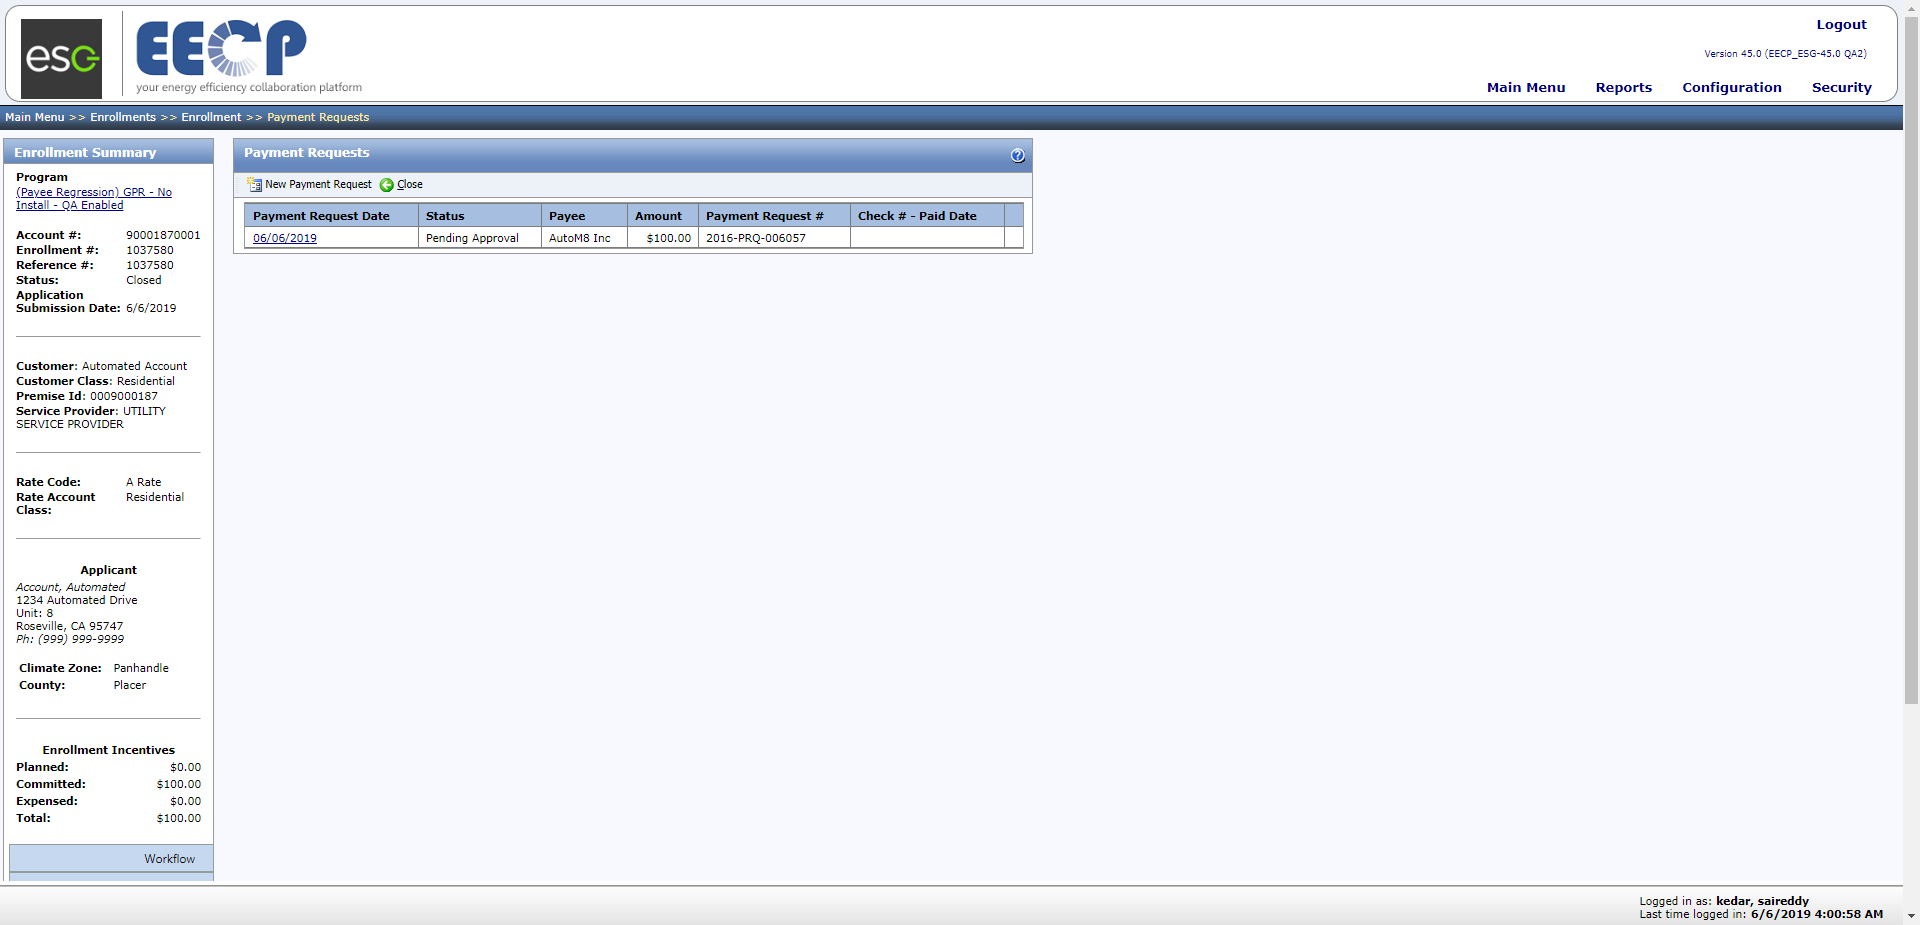 esg
EECP
your energy efficiency collaboration platform
Logout
Version 45.0 (EECP_ESG-45.0 QA2)
Main Menu Reports Configuration Security
Main Menu >> Enrollments >> Enrollment >> Payment Requests
Enrollment Summary
Program
(Payee Regression) GPR - No
Install - QA Enabled
Account #: 90001870001
Enrollment #: 1037580
Reference #: 1037580
Status: Closed
Application
Submission Date: 6/6/2019
Customer: Automated Account
Customer Class: Residential
Premise Id: 0009000187
Service Provider: UTILITY
SERVICE PROVIDER
Rate Code: A Rate
Rate Account Residential
Class:
Applicant
Account, Automated
1234 Automated Drive
Unit: 8
Roseville, CA 95747
Ph: (999) 999-9999
Climate Zone: Panhandle
County: Placer
Enrollment Incentives
Planned: $0.00
Committed: $100.00
Expensed: $0.00
Total: $100.00
Workflow
Payment Requests
New Payment Request Close
Payment Request Date Status Payee Amount Payment Request # Check # - Paid Date
06/06/2019 Pending Approval AutoM8 Inc $100.00 2016-PRQ-006057
Logged in as: kedar, saireddy
Last time logged in: 6/6/2019 4:00:58 AM